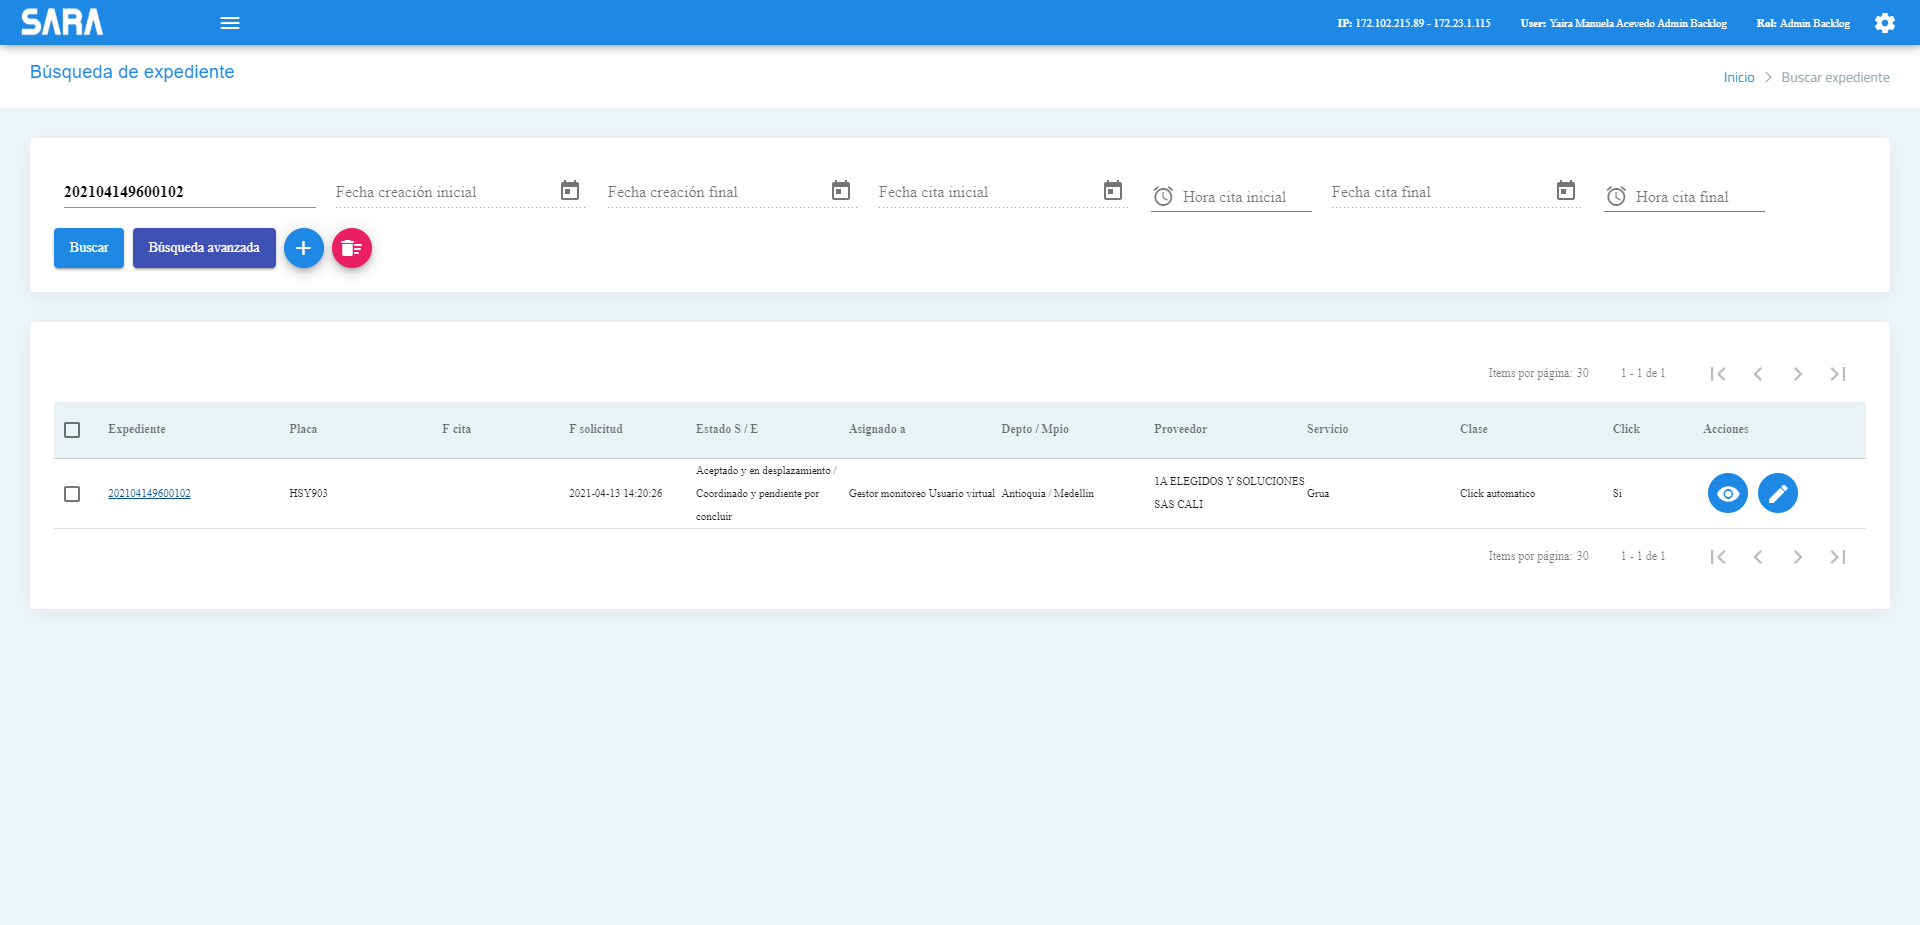 SARA
IP: 172.102.215.89 - 172.23.1.115 User: Yaira Manuela Acevedo Admin Backlog Rol: Admin Backlog
Búsqueda de expediente
Inicio > Buscar expediente
202104149600102 Fecha creación inicial Fecha creación final Fecha cita inicial Hora cita inicial Fecha cita final Hora cita final
Buscar Búsqueda avanzada
Items por página: 30 1 - 1 de 1
Expediente Placa F cita F solicitud Estado S / E Asignado a Depto / Mpio Proveedor Servicio Clase Click Acciones
202104149600102 HSY903 2021-04-13 14:20:26 Aceptado y en desplazamiento /
Coordinado y pendiente por
concluir
Gestor monitoreo Usuario virtual Antioquia / Medellin 1A ELEGIDOS Y SOLUCIONES
SAS CALI
Grua Click automatico Si
Items por página: 30 1 - 1 de 1